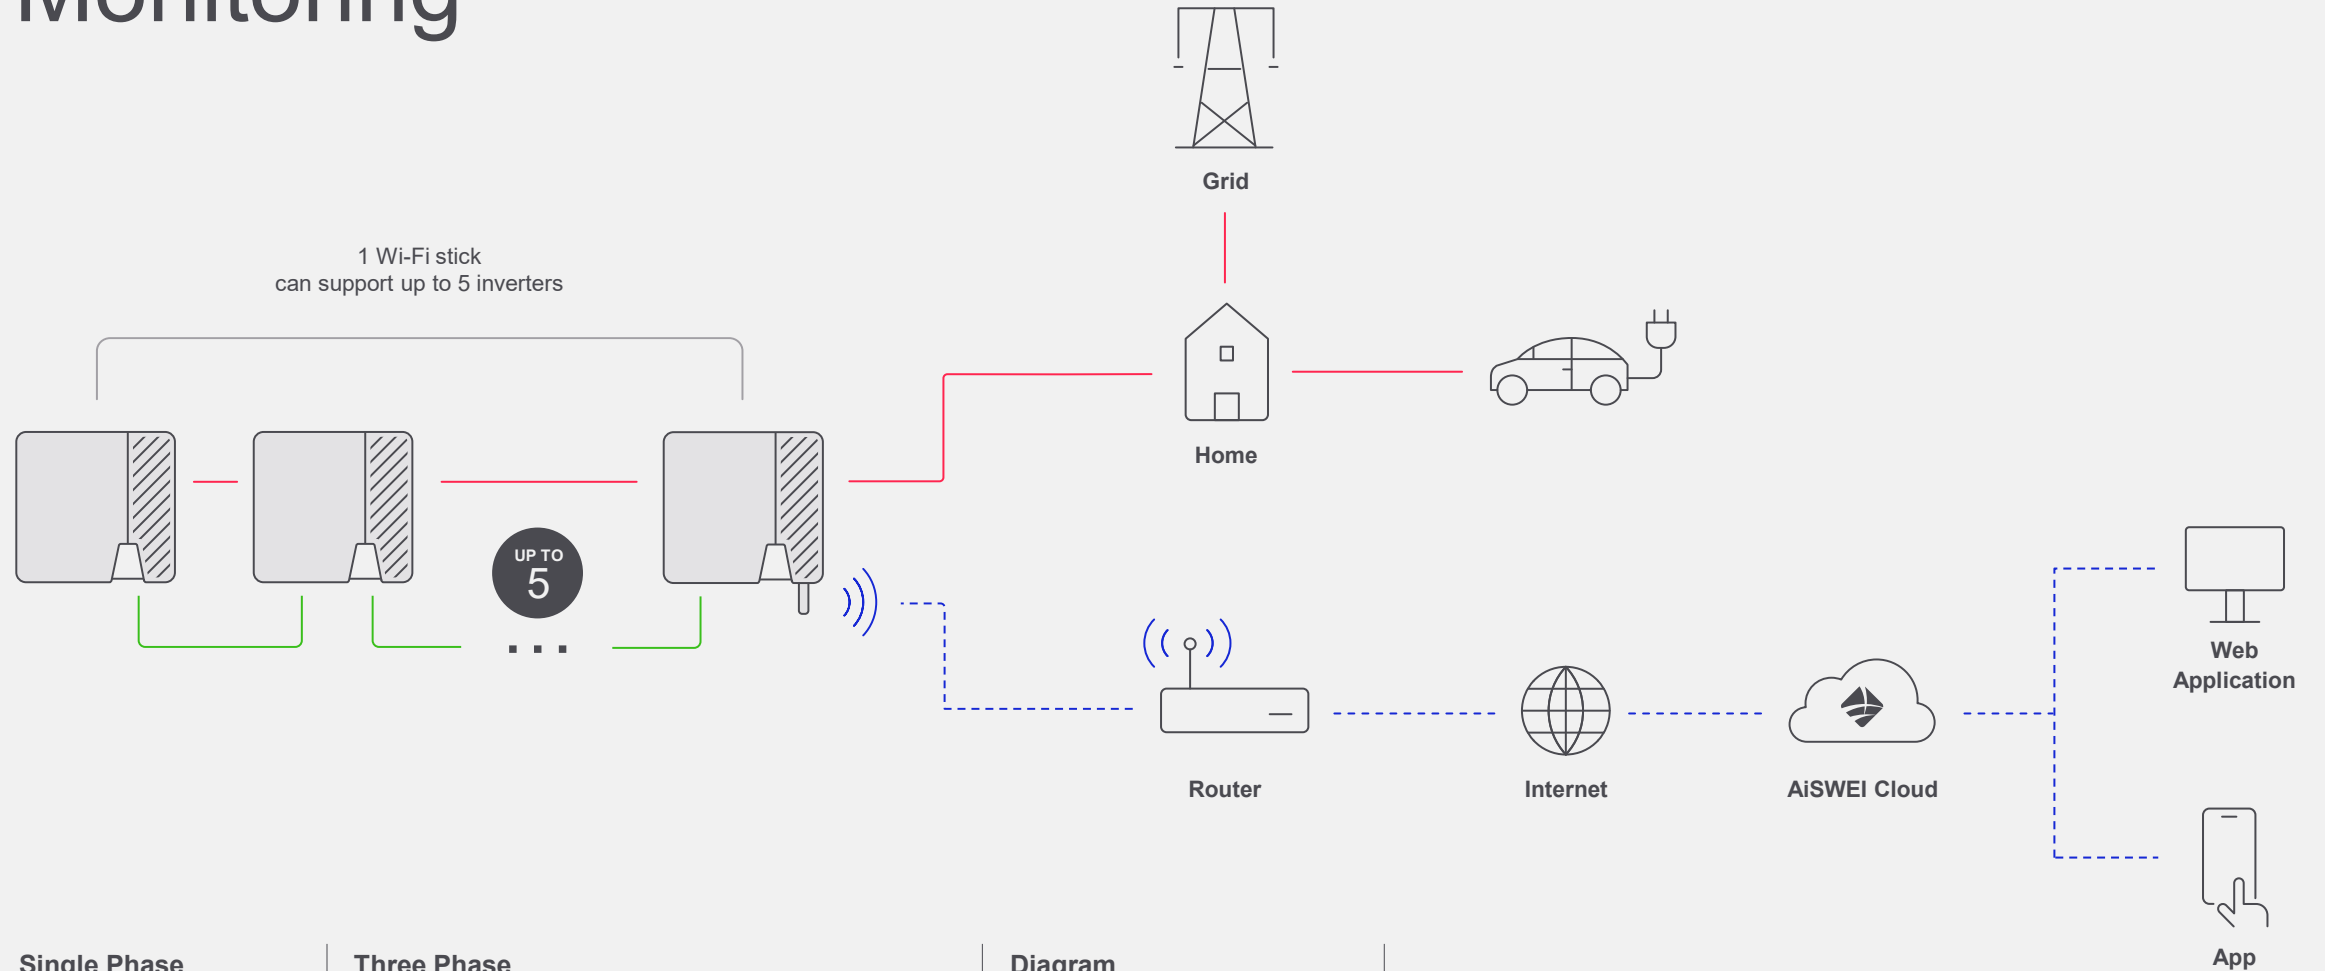 Monitoring
Grid
1 Wi-Fi stick
can support up to 5 inverters
Home
UP TO
5
Web
Application
Router
Internet
AiSWEI Cloud
App
Single Phase
Three Phase
Diagram